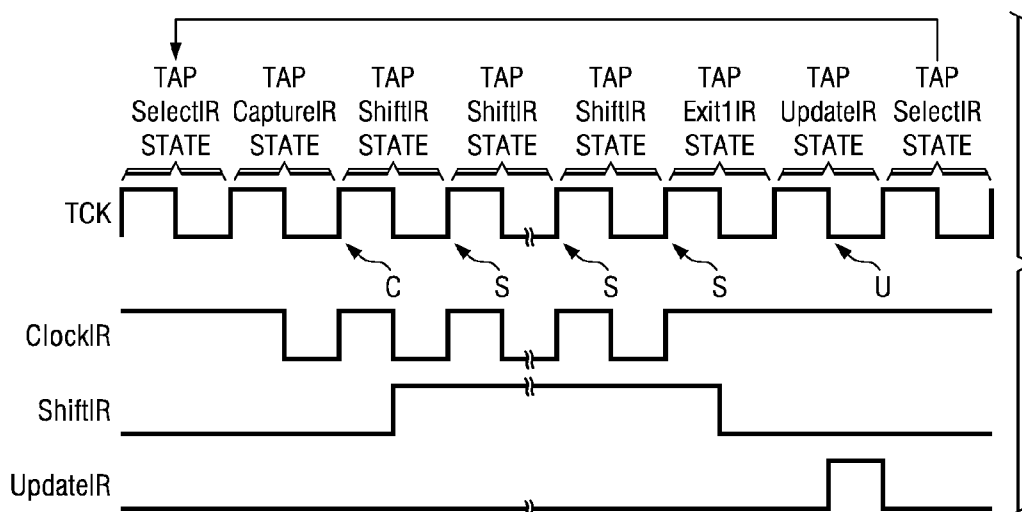 TAP TAP TAP TAP TAP TAP TAP TAP
SelectIR CaptureIR ShiftIR ShiftIR ShiftIR Exit1IR UpdateIR SelectIR
STATE STATE STATE STATE STATE STATE STATE STATE
TCK
C S S S U
ClockIR
ShiftIR
UpdateIR